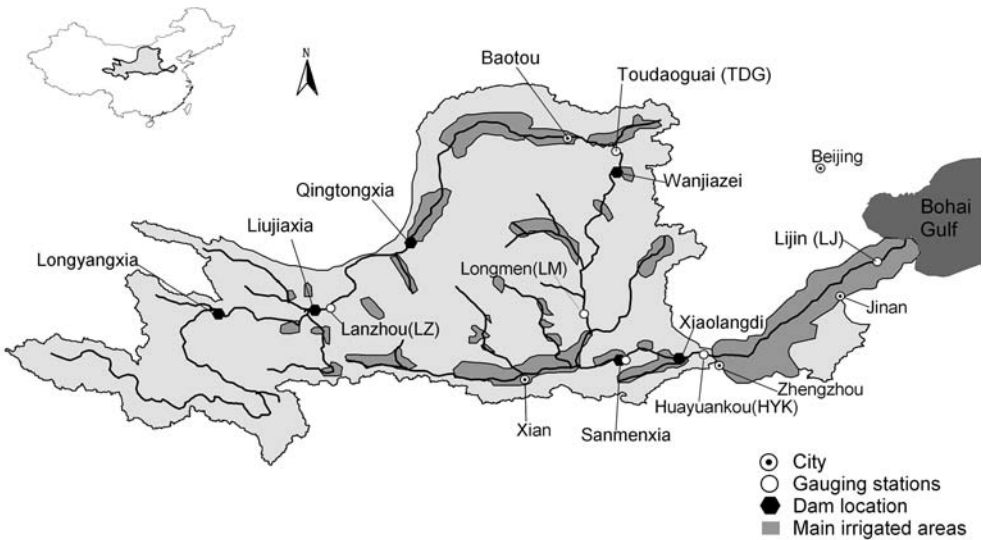 N
Baotou
Toudaoguai (TDG)
Beijing
Wanjiazei
Qingtongxia
Bohai
Gulf
Liujiaxia
Lijin (LJ)
Longyangxia
Longmen(LM)
Jinan
Lanzhou(LZ)
Xiaolangdi
Zhengzhou
Huayuankou(HYK)
Xian
Sanmenxia
City
Gauging stations
Dam location
Main irrigated areas